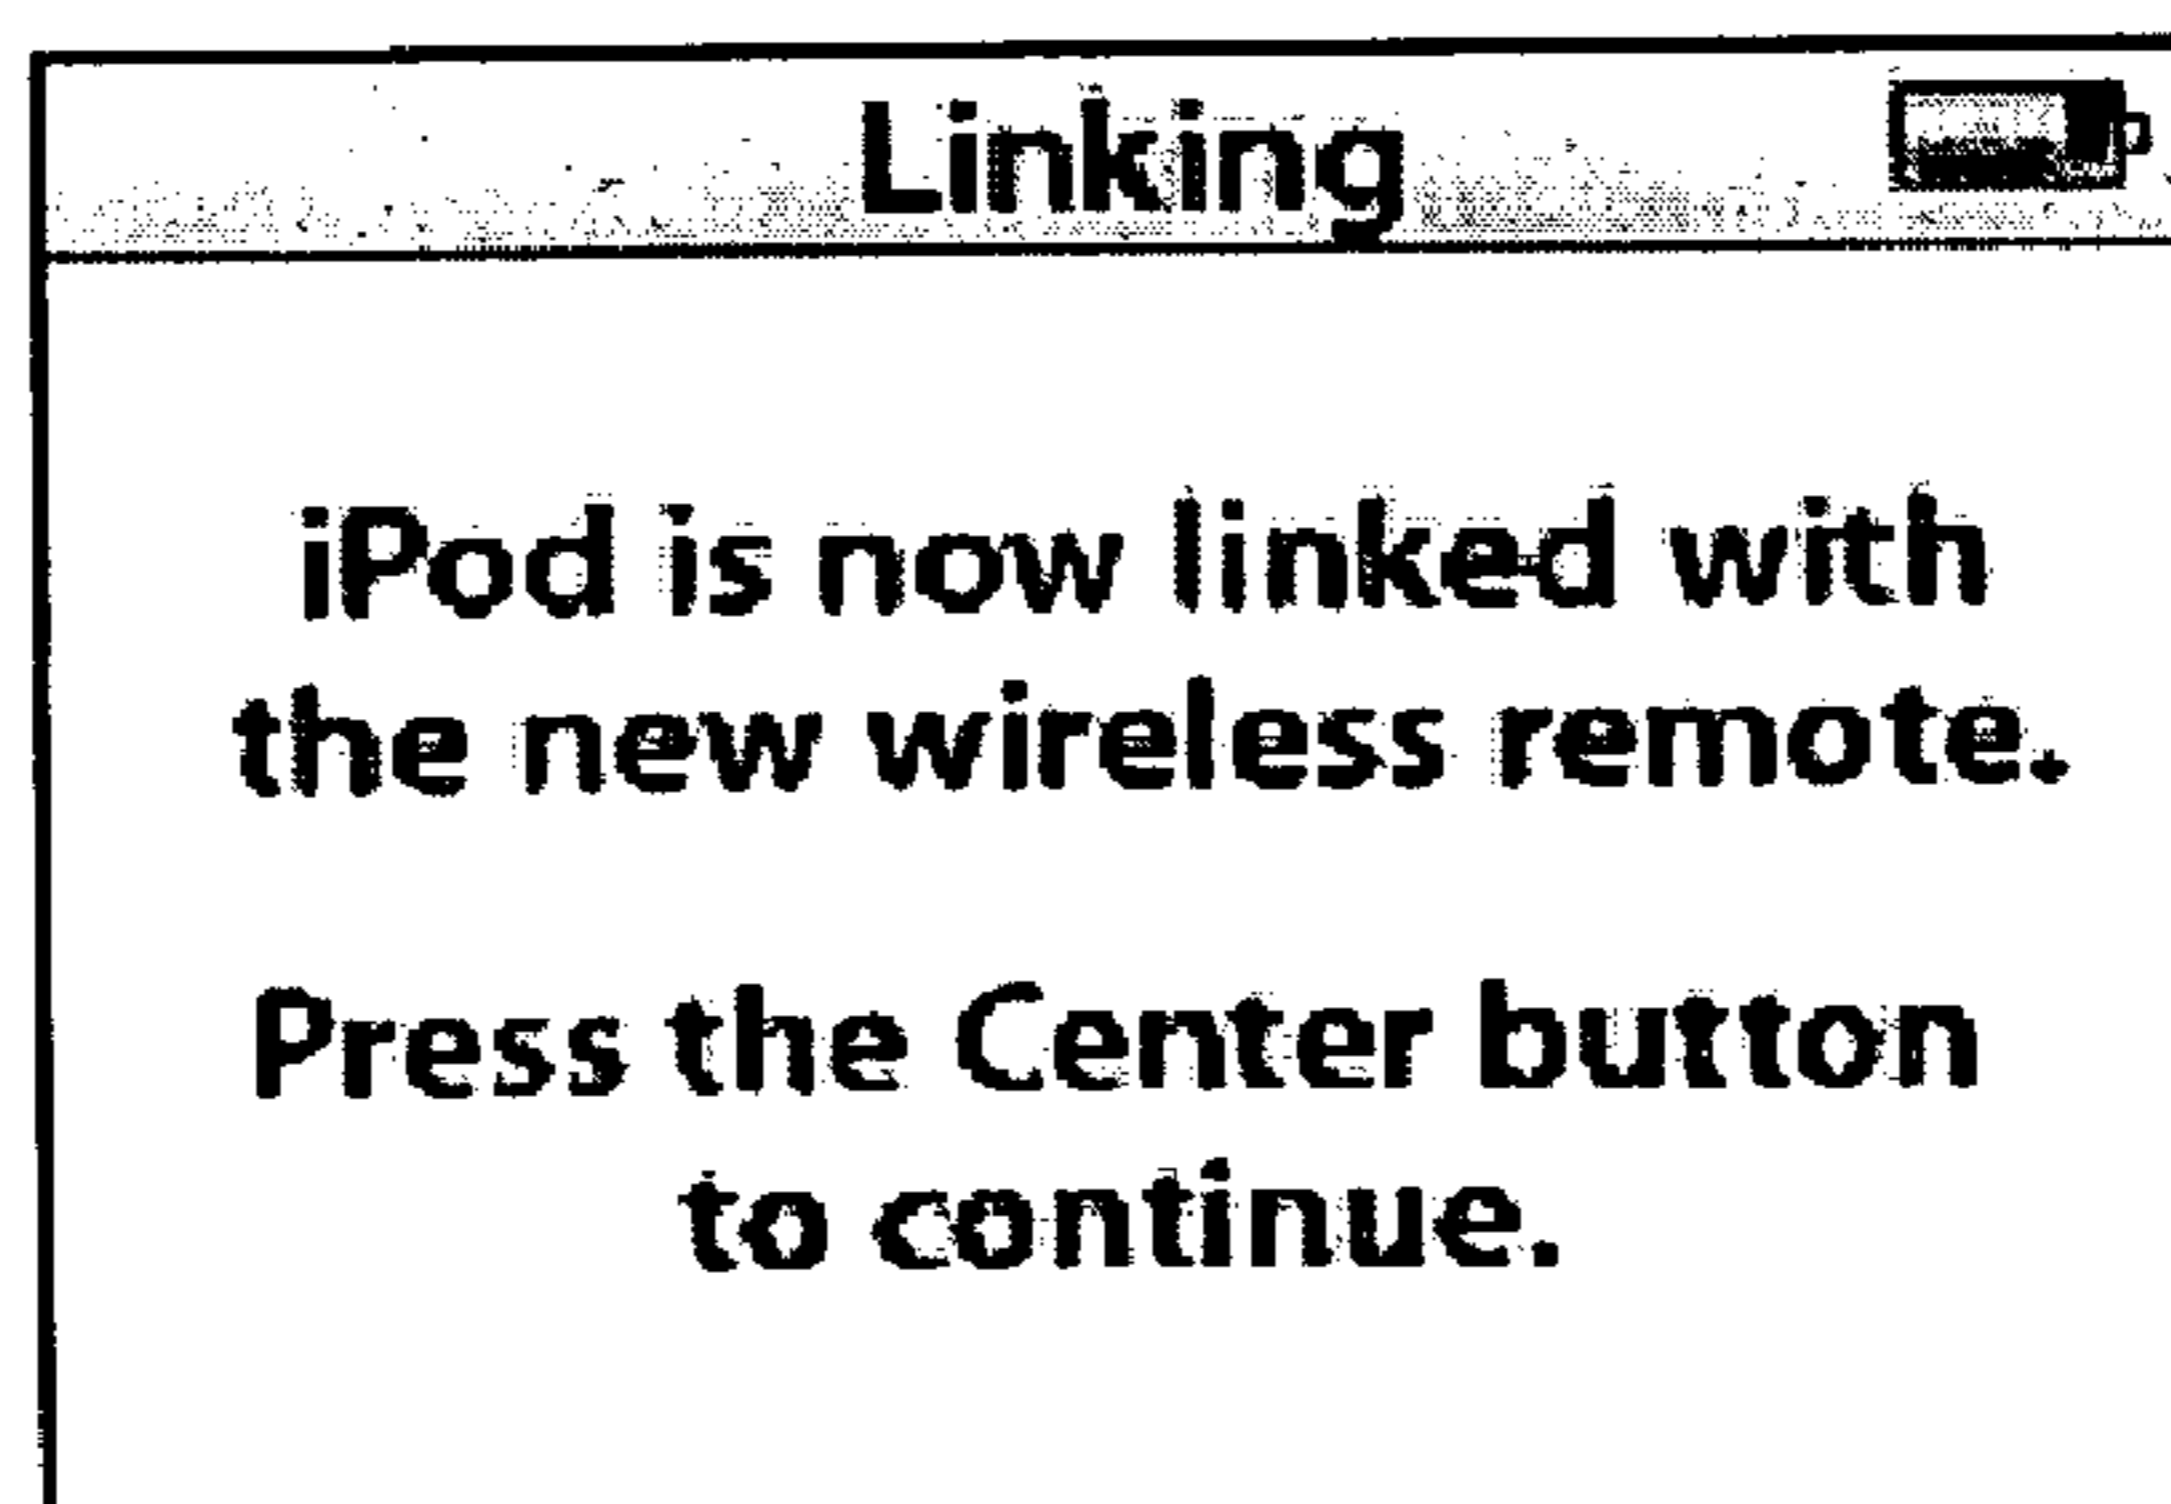 Linking
iPod is now linked with
the new wireless remote.
Press the Center button
to continue.